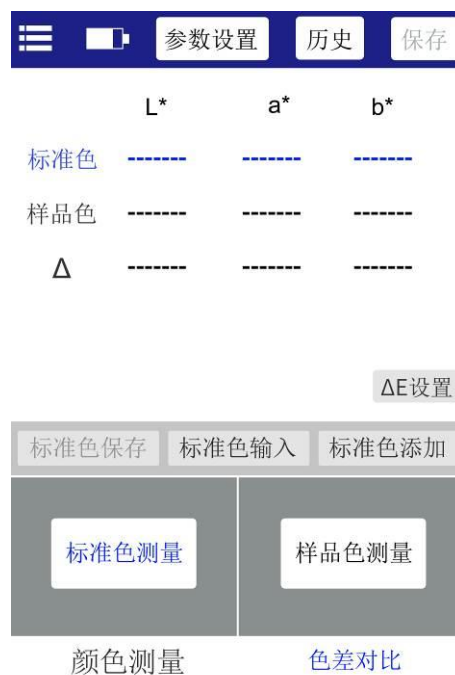 参数设置 历史 保存
L* a* b*
标准色 ------- ------- -------
样品色 ------- ------- -------
Δ ------- ------- -------
ΔE设置
标准色保存 标准色输入 标准色添加
标准色测量 样品色测量
颜色测量 色差对比